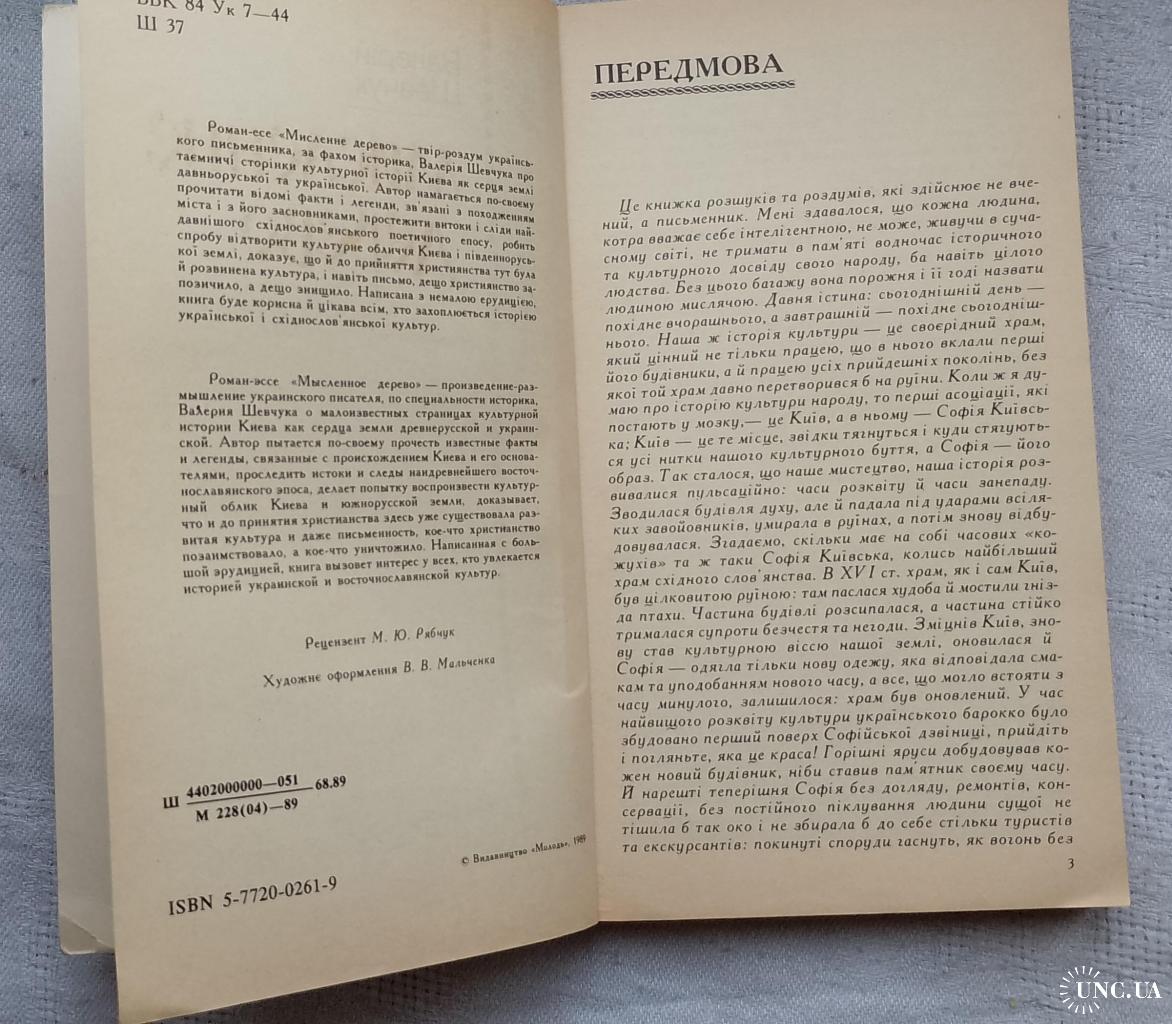 ББК 84 Ук 7—44
Ш 37
Роман-есе «Мисленне дерево» — твір-роздум українсь-
кого письменника, за фахом історика, Валерія Шевчука про
таємничі сторінки культурної історії Києва як серця землі
давньоруської та української. Автор намагається по-своєму
прочитати відомі факти і легенди, зв'язані з походженням
міста і з його засновниками, простежити витоки і сліди най-
давнішого східнослов'янського поетичного епосу, робить
спробу відтворити культурне обличчя Києва і південнорусь-
кої землі, доказує, що й до прийняття християнства тут була
й розвинена культура, і навіть письмо, дещо християнство за-
позичило, а дещо знищило. Написана з немалою ерудицією,
книга буде корисна й цікава всім, хто захоплюється історією
української і східнослов'янської культур.
Роман-эссе «Мысленное дерево» — произведение-раз-
мышление украинского писателя, по специальности историка,
Валерия Шевчука о малоизвестных страницах культурной
истории Киева как сердца земли древнерусской и украин-
ской. Автор пытается по-своему прочесть известные факты
и легенды, связанные с происхождением Киева и его основа-
телями, проследить истоки и следы наидревнейшего восточ-
нославянского эпоса, делает попытку воспроизвести культур-
ный облик Киева и южнорусской земли, доказывает,
что и до принятия христианства здесь уже существовала раз-
витая культура и даже письменность, кое-что христианство
позаимствовало, а кое-что уничтожило. Написанная с боль-
шой эрудицией, книга вызовет интерес у всех, кто увлекается
историей украинской и восточнославянской культур.
Рецензент М. Ю. Рябчук
Художнє оформлення В. В. Мальченка
Ш 4402000000—051 68.89
М 228(04)—89
© Видавництво «Молодь», 1989
ISBN 5-7720-0261-9
ПЕРЕДМОВА
Це книжка розшуків та роздумів, які здійснює не вче-
ний, а письменник. Мені здавалося, що кожна людина,
котра вважає себе інтелігентною, не може, живучи в суча-
сному світі, не тримати в пам'яті водночас історичного
та культурного досвіду свого народу, ба навіть цілого
людства. Без цього багажу вона порожня і її годі назвати
людиною мислячою. Давня істина: сьогоднішній день —
похідне вчорашнього, а завтрашній — похідне сьогодніш-
нього. Наша ж історія культури — це своєрідний храм,
який цінний не тільки працею, що в нього вклали перші
його будівники, а й працею усіх прийдешніх поколінь, без
якої той храм давно перетворився б на руїни. Коли ж я ду-
маю про історію культури народу, то перші асоціації, які
постають у мозку,— це Київ, а в ньому — Софія Київсь-
ка; Київ — це те місце, звідки тягнуться і куди стягують-
ся усі нитки нашого культурного буття, а Софія — його
образ. Так сталося, що наше мистецтво, наша історія роз-
вивалися пульсаційно: часи розквіту й часи занепаду.
Зводилася будівля духу, але й падала під ударами всіля-
ких завойовників, умирала в руїнах, а потім знову відбу-
довувалася. Згадаємо, скільки має на собі часових «ко-
жухів» та ж таки Софія Київська, колись найбільший
храм східного слов'янства. В XVI ст. храм, як і сам Київ,
був цілковитою руїною: там паслася худоба й мостили гніз-
да птахи. Частина будівлі розсипалася, а частина стійко
трималася супроти безчестя та негоди. Зміцнів Київ, зно-
ву став культурною віссю нашої землі, оновилася й
Софія — одягла тільки нову одежу, яка відповідала сма-
кам та уподобанням нового часу, а все, що могло встояти з
часу минулого, залишилося: храм був оновлений. У час
найвищого розквіту культури українського барокко було
збудовано перший поверх Софійської дзвіниці, прийдіть
і погляньте, яка це краса! Горішні яруси добудовував ко-
жен новий будівник, ніби ставив пам'ятник своєму часу.
Й нарешті теперішня Софія без догляду, ремонтів, кон-
сервації, без постійного піклування людини сущої не
тішила б так око і не збирала б до себе стільки туристів
та екскурсантів: покинуті споруди гаснуть, як вогонь без
3
UNC.UA